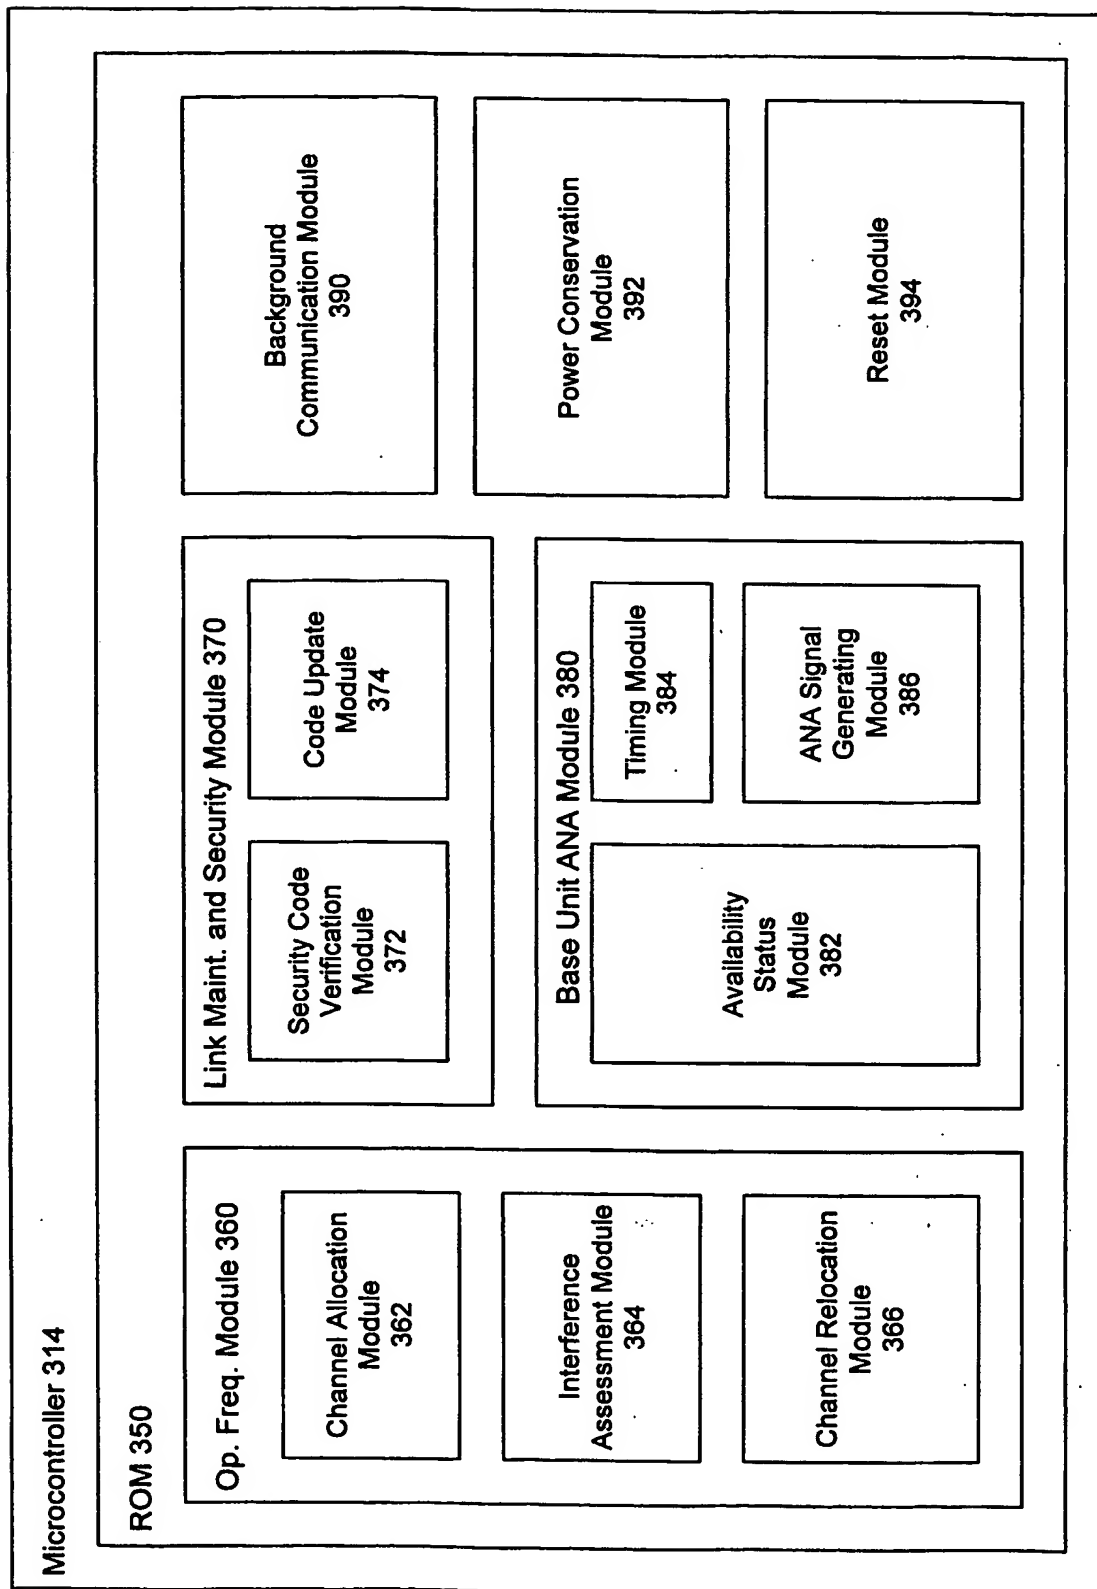 Microcontroller 314
ROM 350
Op. Freq. Module 360
Channel Allocation
Module
362
Interference
Assessment Module
364
Channel Relocation
Module
366
Link Maint. and Security Module 370
Security Code
Verification
Module
372
Code Update
Module
374
Base Unit ANA Module 380
Availability
Status
Module
382
Timing Module
384
ANA Signal
Generating
Module
386
Background
Communication Module
390
Power Conservation
Module
392
Reset Module
394